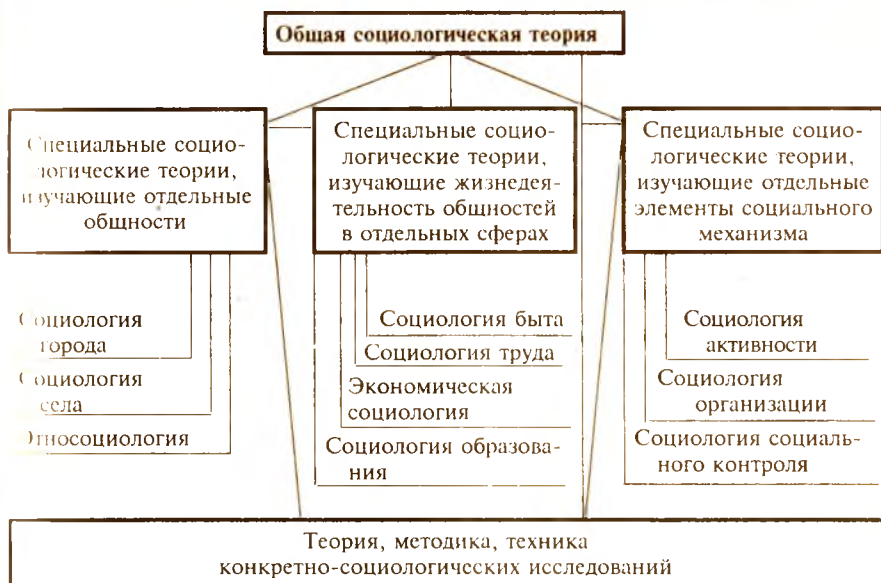 Общая социологическая теория
Специальные социо-
логические теории,
изучающие отдельные
общности
Специальные социо-
логические теории,
изучающие жизнедея-
тельность общностей
в отдельных сферах
Специальные социо-
логические теории,
изучающие отдельные
элементы социального
механизма
Социология
города
Социология
села
Этносоциология
Социология быта
Социология труда
Экономическая
социология
Социология образова-
ния
Социология
активности
Социология
организации
Социология социаль-
ного контроля
Теория, методика, техника
конкретно-социологических исследований